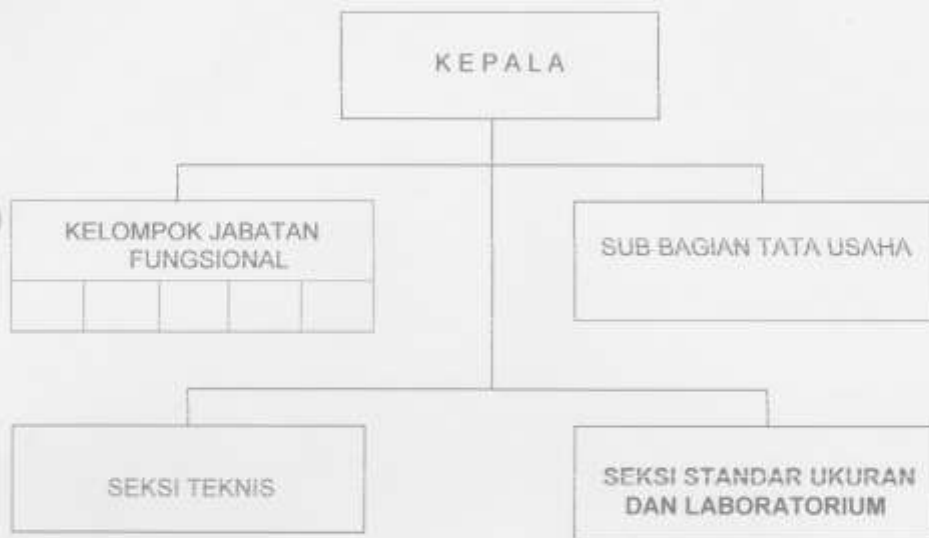 KEPALA
KELOMPOK JABATAN
FUNGSIONAL
SUB BAGIAN TATA USAHA
SEKSI TEKNIS
SEKSI STANDAR UKURAN
DAN LABORATORIUM